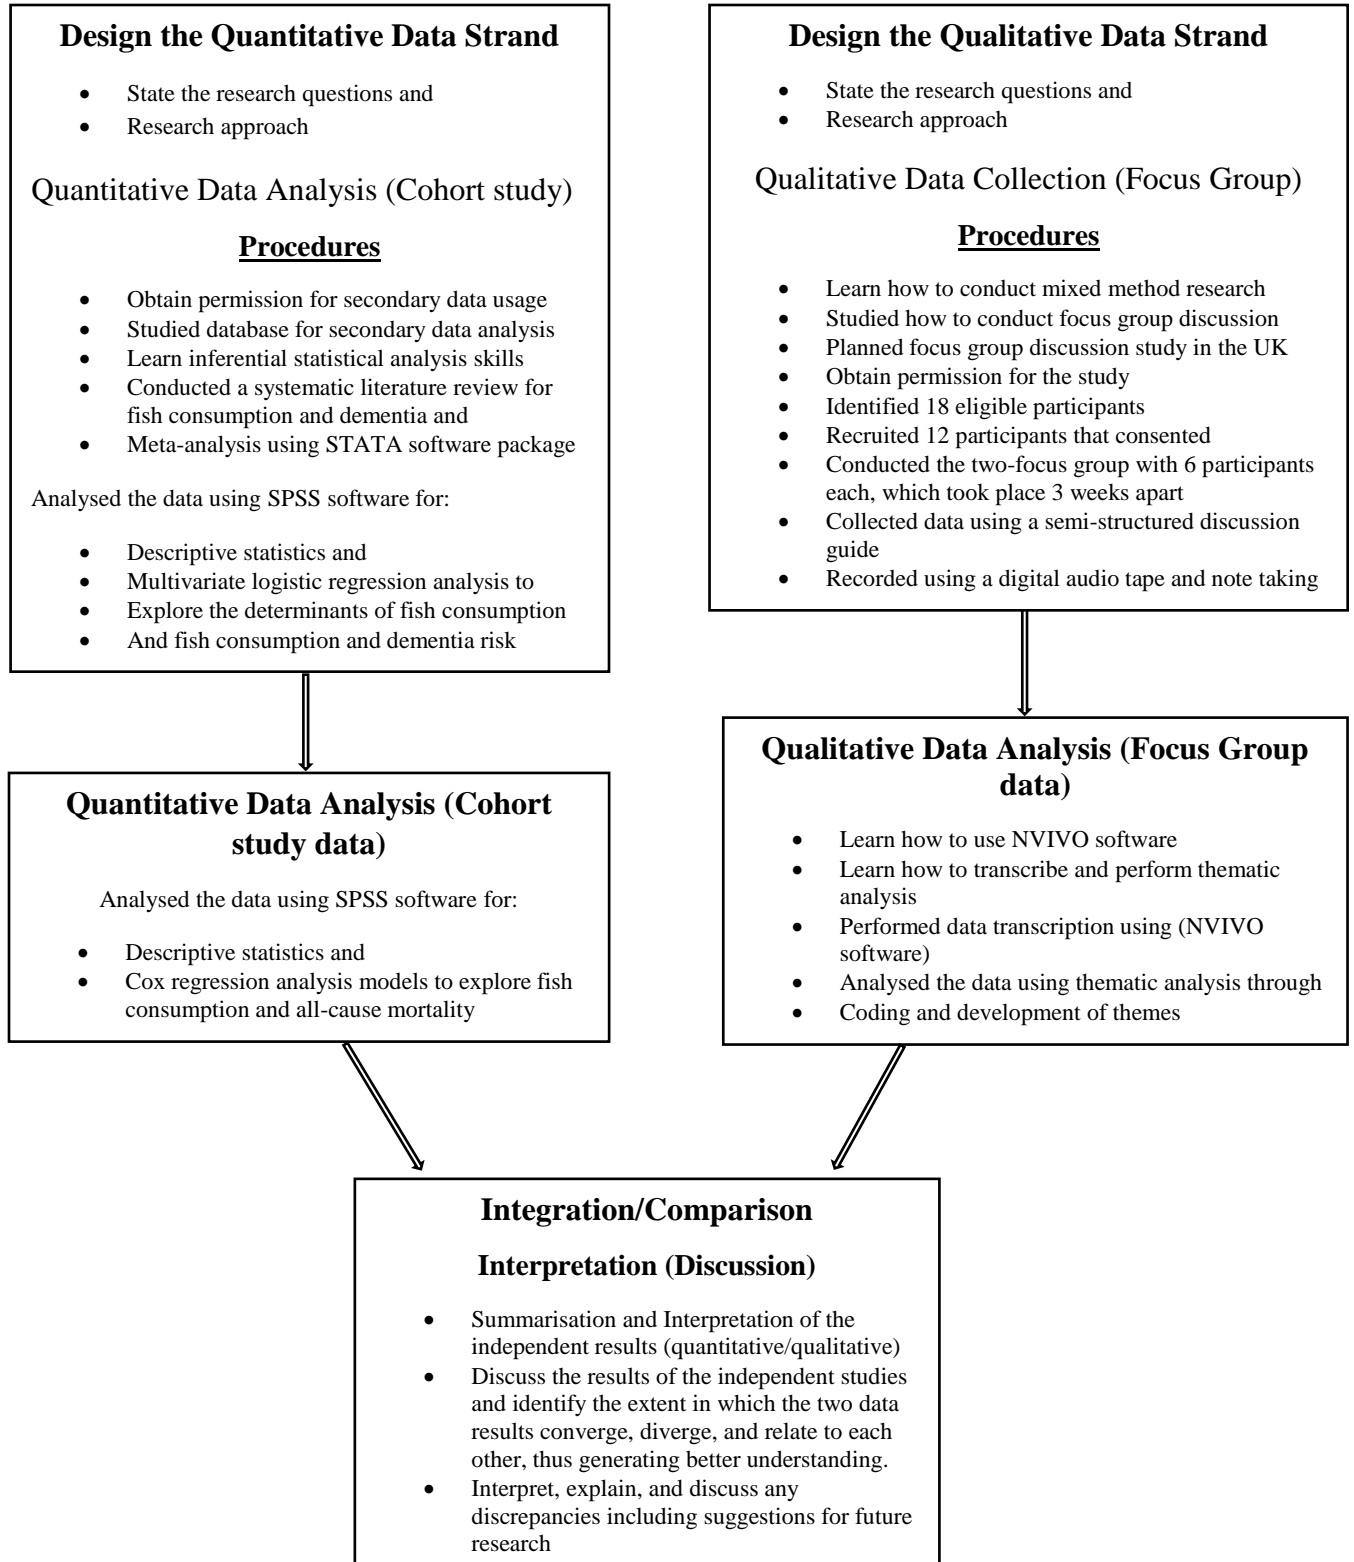 Design the Quantitative Data Strand
• State the research questions and
• Research approach
Quantitative Data Analysis (Cohort study)
Procedures
• Obtain permission for secondary data usage
• Studied database for secondary data analysis
• Learn inferential statistical analysis skills
• Conducted a systematic literature review for
fish consumption and dementia and
• Meta-analysis using STATA software package
Analysed the data using SPSS software for:
• Descriptive statistics and
• Multivariate logistic regression analysis to
• Explore the determinants of fish consumption
• And fish consumption and dementia risk
Design the Qualitative Data Strand
• State the research questions and
• Research approach
Qualitative Data Collection (Focus Group)
Procedures
• Learn how to conduct mixed method research
• Studied how to conduct focus group discussion
• Planned focus group discussion study in the UK
• Obtain permission for the study
• Identified 18 eligible participants
• Recruited 12 participants that consented
• Conducted the two-focus group with 6 participants
each, which took place 3 weeks apart
• Collected data using a semi-structured discussion
guide
• Recorded using a digital audio tape and note taking
Quantitative Data Analysis (Cohort
study data)
Analysed the data using SPSS software for:
• Descriptive statistics and
• Cox regression analysis models to explore fish
consumption and all-cause mortality
Qualitative Data Analysis (Focus Group
data)
• Learn how to use NVIVO software
• Learn how to transcribe and perform thematic
analysis
• Performed data transcription using (NVIVO
software)
• Analysed the data using thematic analysis through
• Coding and development of themes
Integration/Comparison
Interpretation (Discussion)
• Summarisation and Interpretation of the
independent results (quantitative/qualitative)
• Discuss the results of the independent studies
and identify the extent in which the two data
results converge, diverge, and relate to each
other, thus generating better understanding.
• Interpret, explain, and discuss any
discrepancies including suggestions for future
research